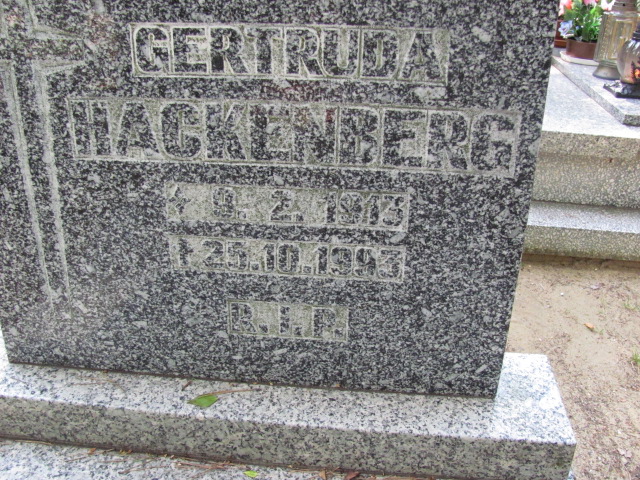 GERTRUDA
HACKENBERG
* 9. 2. 1913
† 25.10.1993
R.I.P.